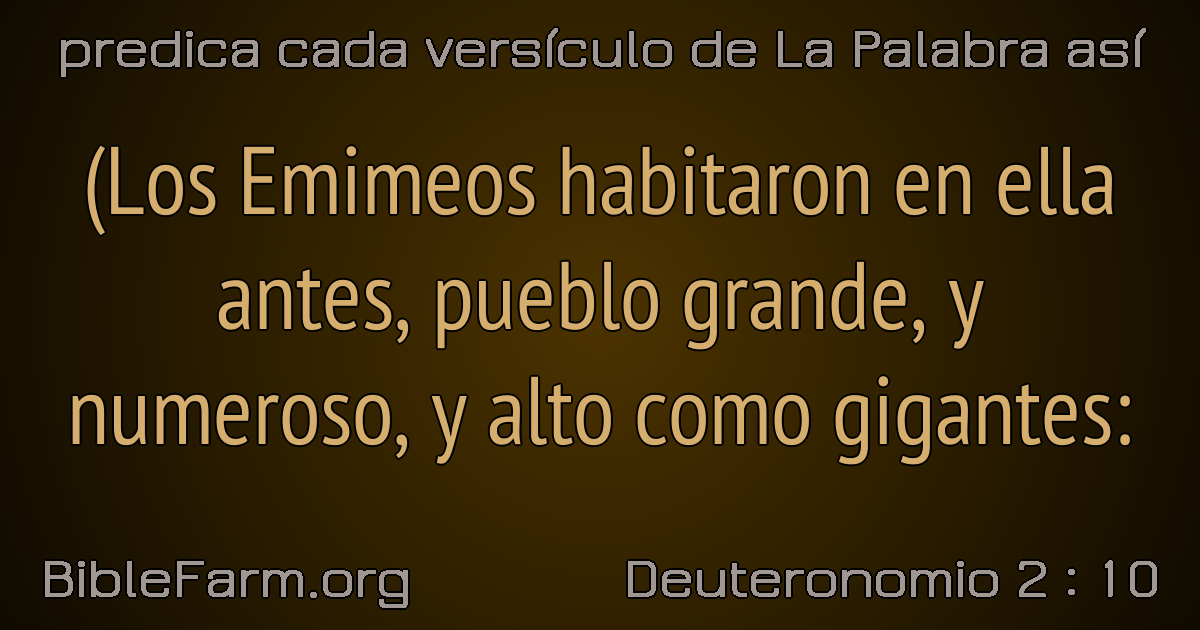 predica cada versículo de La Palabra así
(Los Emimeos habitaron en ella
antes, pueblo grande, y
numeroso, y alto como gigantes:
BibleFarm.org
Deuteronomio 2 : 10